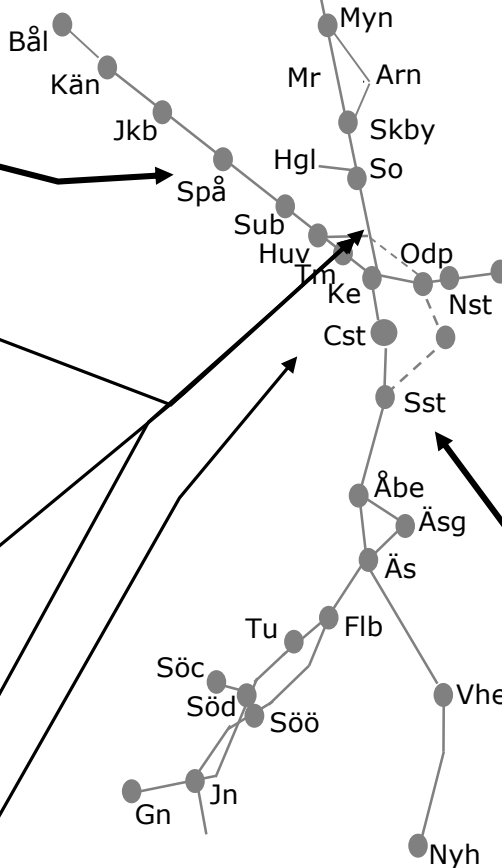 Myn
Bål
Mr
Arn
Kän
Jkb
Skby
Hgl
So
Spå
Sub
Huv
Odp
Tm
Ke
Nst
Cst
Sst
Åbe
Äsg
Äs
Tu
Flb
Söc
Söd
Vhe
Söö
Jn
Gn
Nyh